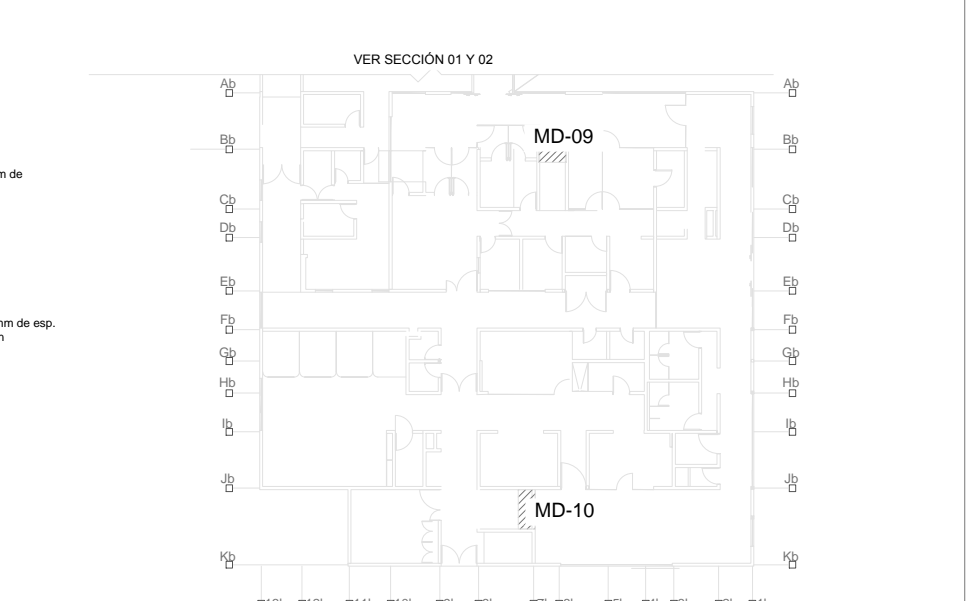 VER SECCIÓN 01 Y 02
Ab Ab
MD-09
Bb Bb
m de
Cb Cb
Db Db
Eb Eb
Fb Fb
mm de esp.
n
Gb Gb
Hb Hb
Ib Ib
Jb Jb
MD-10
Kb Kb